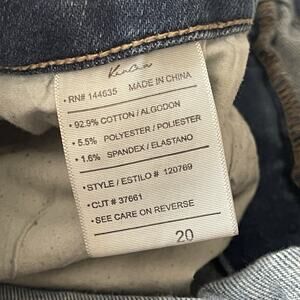 KanCan
• RN# 144635 MADE IN CHINA
• 92.9% COTTON / ALGODON
• 5.5% POLYESTER / POLIESTER
• 1.6% SPANDEX / ELASTANO
• STYLE / ESTILO # 120769
• CUT # 37661
• SEE CARE ON REVERSE
20